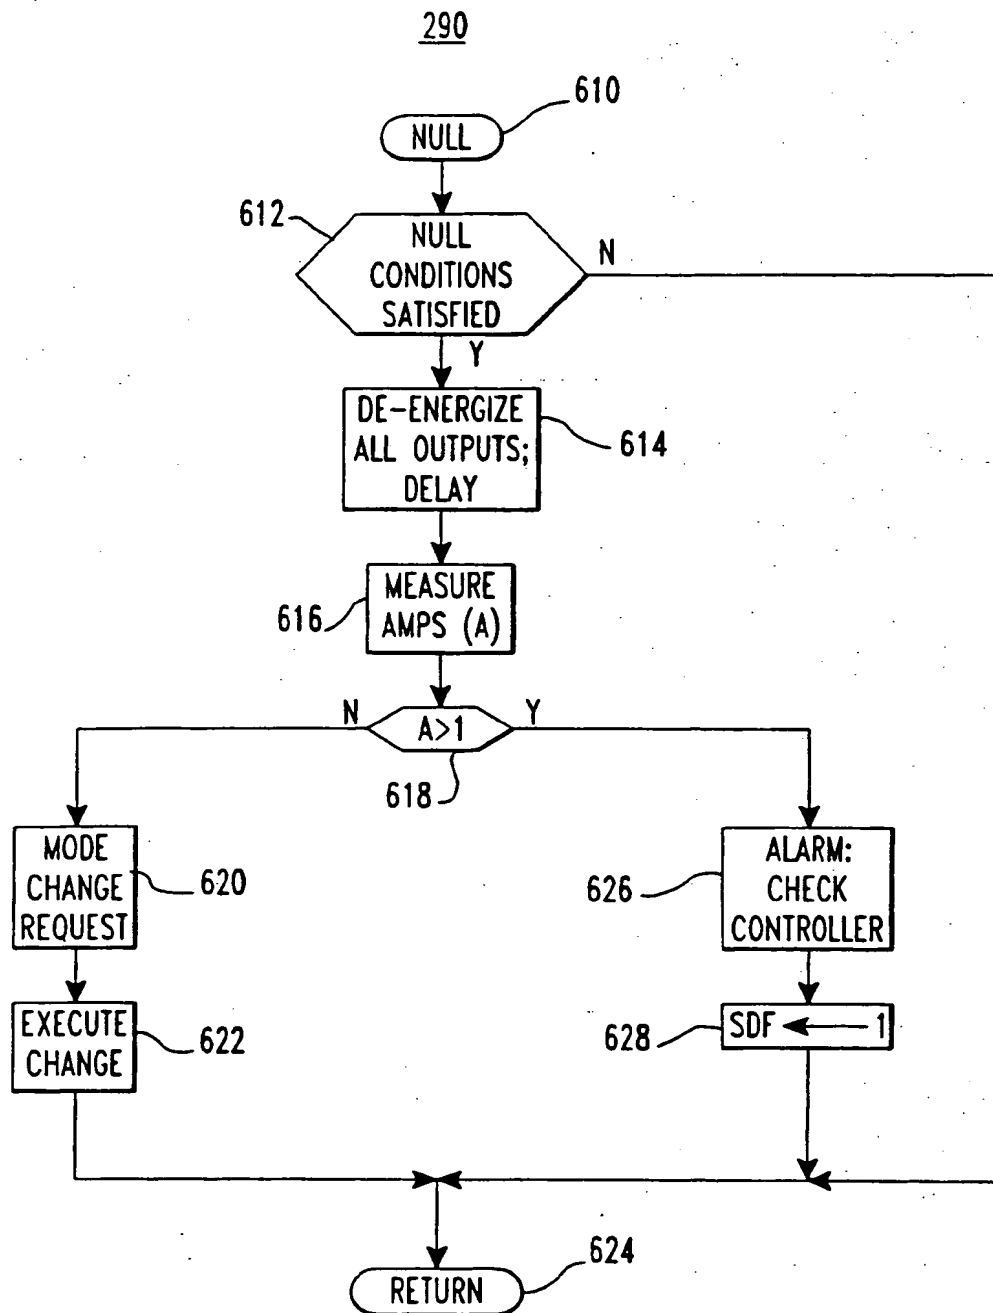 290
610
NULL
612
NULL
CONDITIONS
SATISFIED
N
Y
DE-ENERGIZE
ALL OUTPUTS;
DELAY
614
MEASURE
AMPS (A)
616
N
A>1
Y
618
MODE
CHANGE
REQUEST
620
ALARM:
CHECK
CONTROLLER
626
EXECUTE
CHANGE
622
SDF ← 1
628
RETURN
624